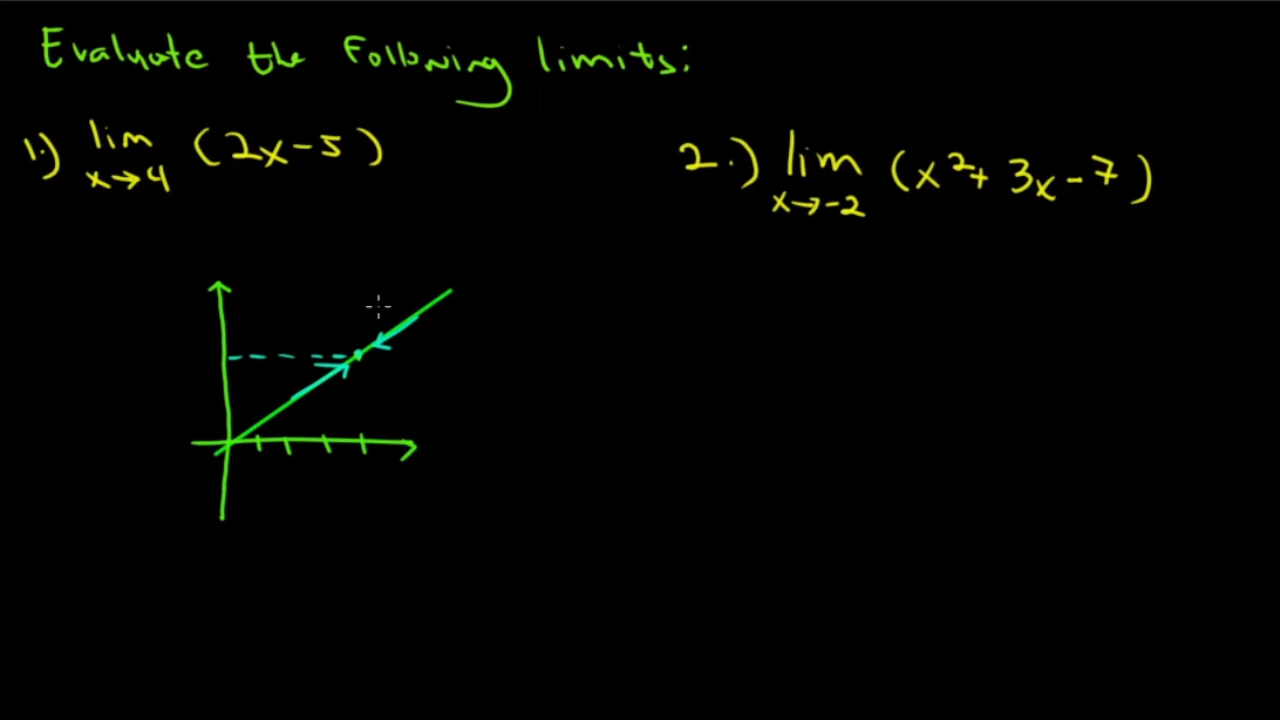 Evaluate the Following limits:
1.) lim x→4 (2x-5)
2.) lim x→-2 (x²+3x-7)